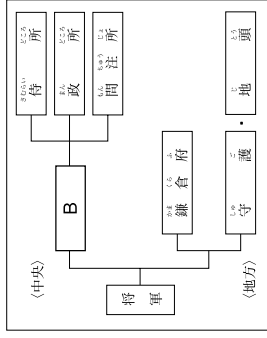 〈中央〉
さむらい どころ
侍所
まん どころ
政所
もん ちゅう じょ
問注所
B
将軍
かま くら ふ
鎌倉府
しゅ ご
守護
・
じ とう
地頭
〈地方〉